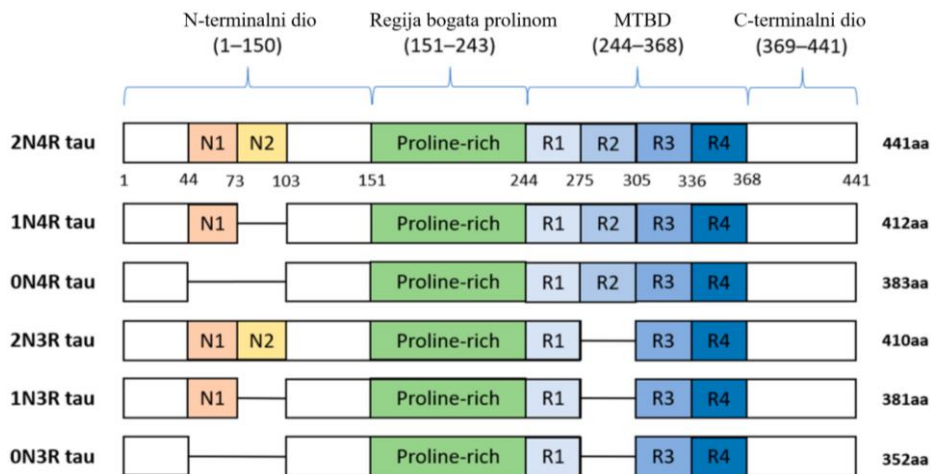 N-terminalni dio Regija bogata prolinom MTBD C-terminalni dio
(1–150) (151–243) (244–368) (369–441)
2N4R tau N1 N2 Proline-rich R1 R2 R3 R4 441aa
1 44 73 103 151 244 275 305 336 368 441
1N4R tau N1 Proline-rich R1 R2 R3 R4 412aa
0N4R tau Proline-rich R1 R2 R3 R4 383aa
2N3R tau N1 N2 Proline-rich R1 R3 R4 410aa
1N3R tau N1 Proline-rich R1 R3 R4 381aa
0N3R tau Proline-rich R1 R3 R4 352aa